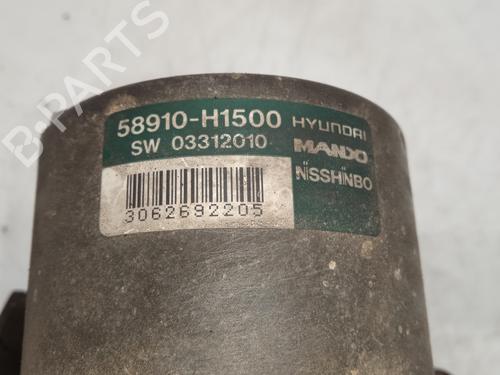 58910-H1500 HYUNDAI
SW 03312010 MANDO
NiSSHiNBO
3062692205
B-PARTS